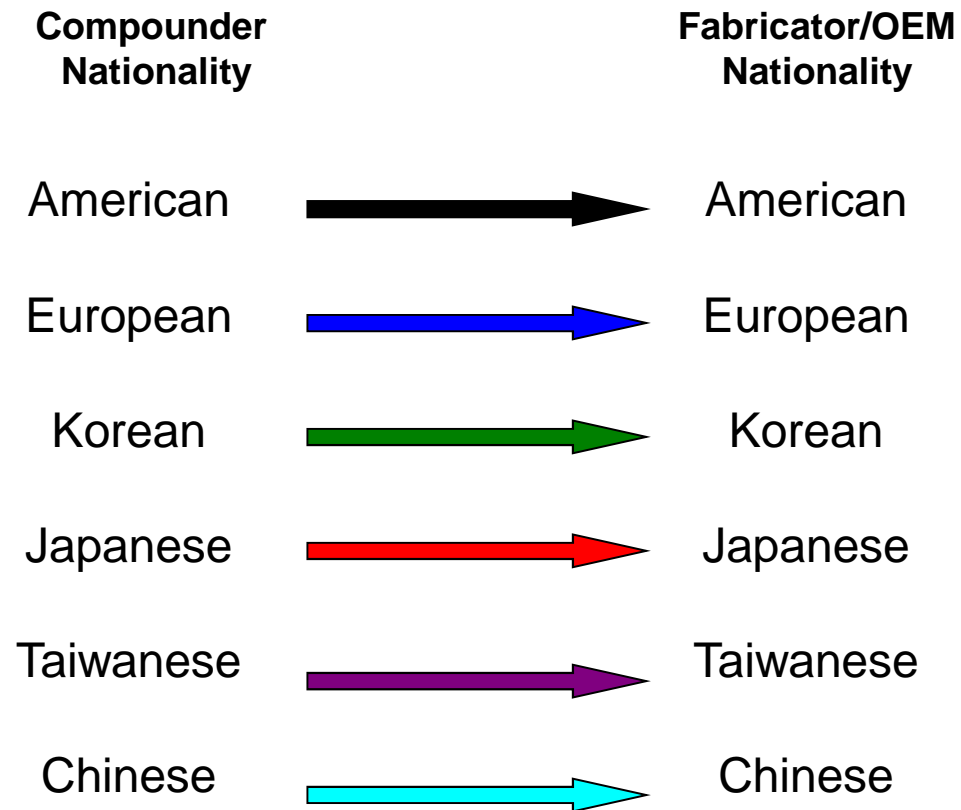 Compounder
Nationality
Fabricator/OEM
Nationality
American
American
European
European
Korean
Korean
Japanese
Japanese
Taiwanese
Taiwanese
Chinese
Chinese